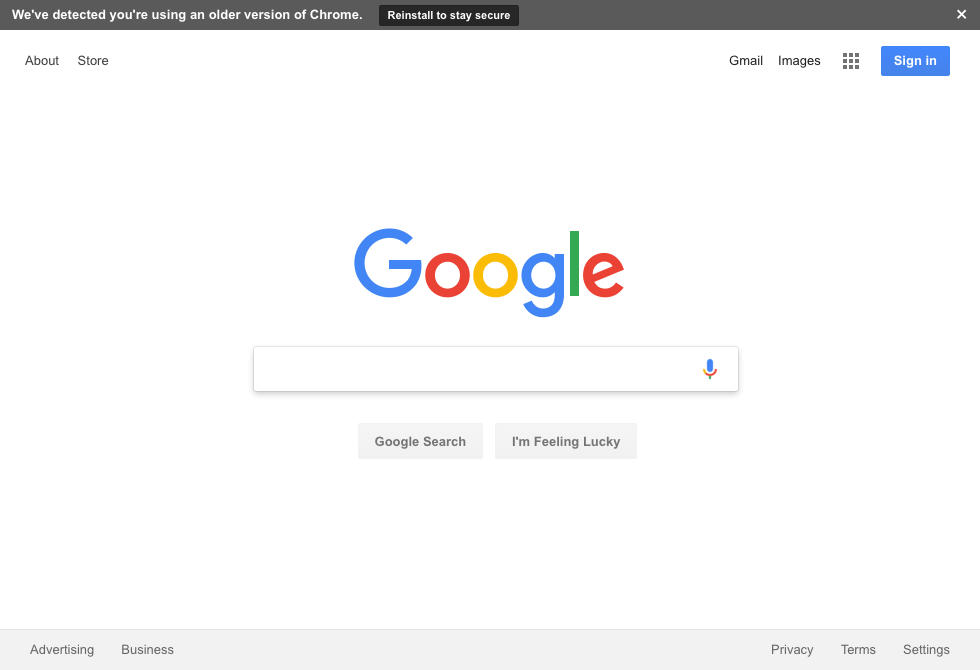 We've detected you're using an older version of Chrome. Reinstall to stay secure ×
About Store Gmail Images Sign in
Google
Google Search I'm Feeling Lucky
Advertising Business Privacy Terms Settings